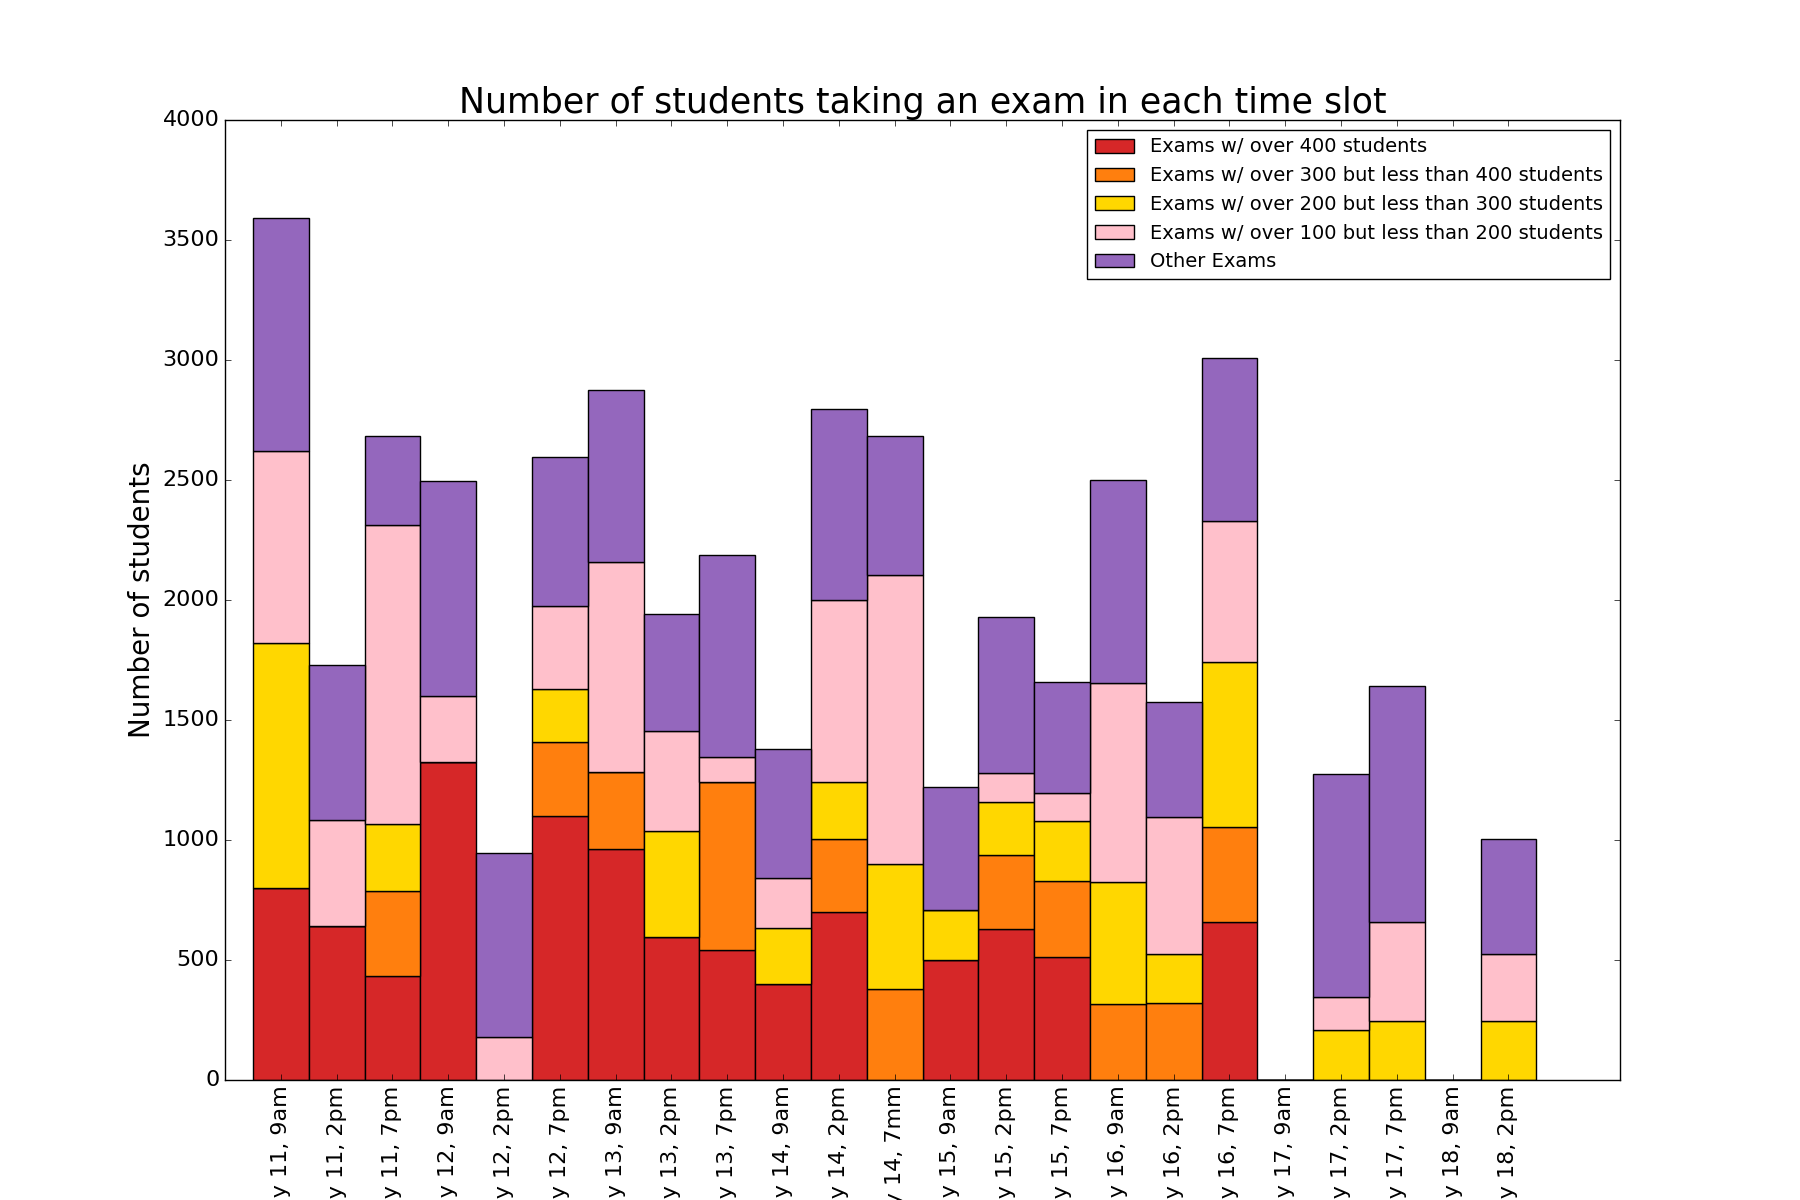 Number of students taking an exam in each time slot
4000
3500
3000
2500
2000
1500
1000
500
0
Number of students
Exams w/ over 400 students
Exams w/ over 300 but less than 400 students
Exams w/ over 200 but less than 300 students
Exams w/ over 100 but less than 200 students
Other Exams
y 11, 9am
y 11, 2pm
y 11, 7pm
y 12, 9am
y 12, 2pm
y 12, 7pm
y 13, 9am
y 13, 2pm
y 13, 7pm
y 14, 9am
y 14, 2pm
y 14, 7mm
y 15, 9am
y 15, 2pm
y 15, 7pm
y 16, 9am
y 16, 2pm
y 16, 7pm
y 17, 9am
y 17, 2pm
y 17, 7pm
y 18, 9am
y 18, 2pm